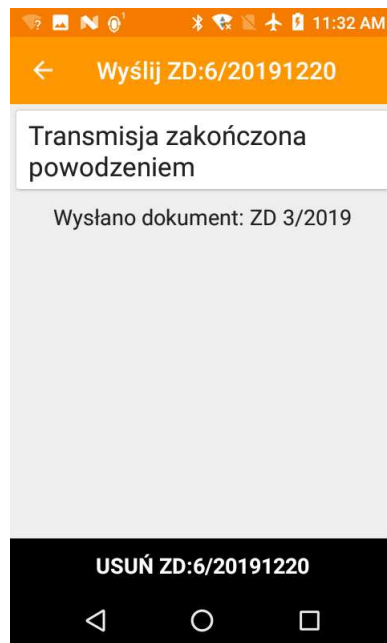 11:32 AM
Wyślij ZD:6/20191220
Transmisja zakończona
powodzeniem
Wysłano dokument: ZD 3/2019
USUŃ ZD:6/20191220